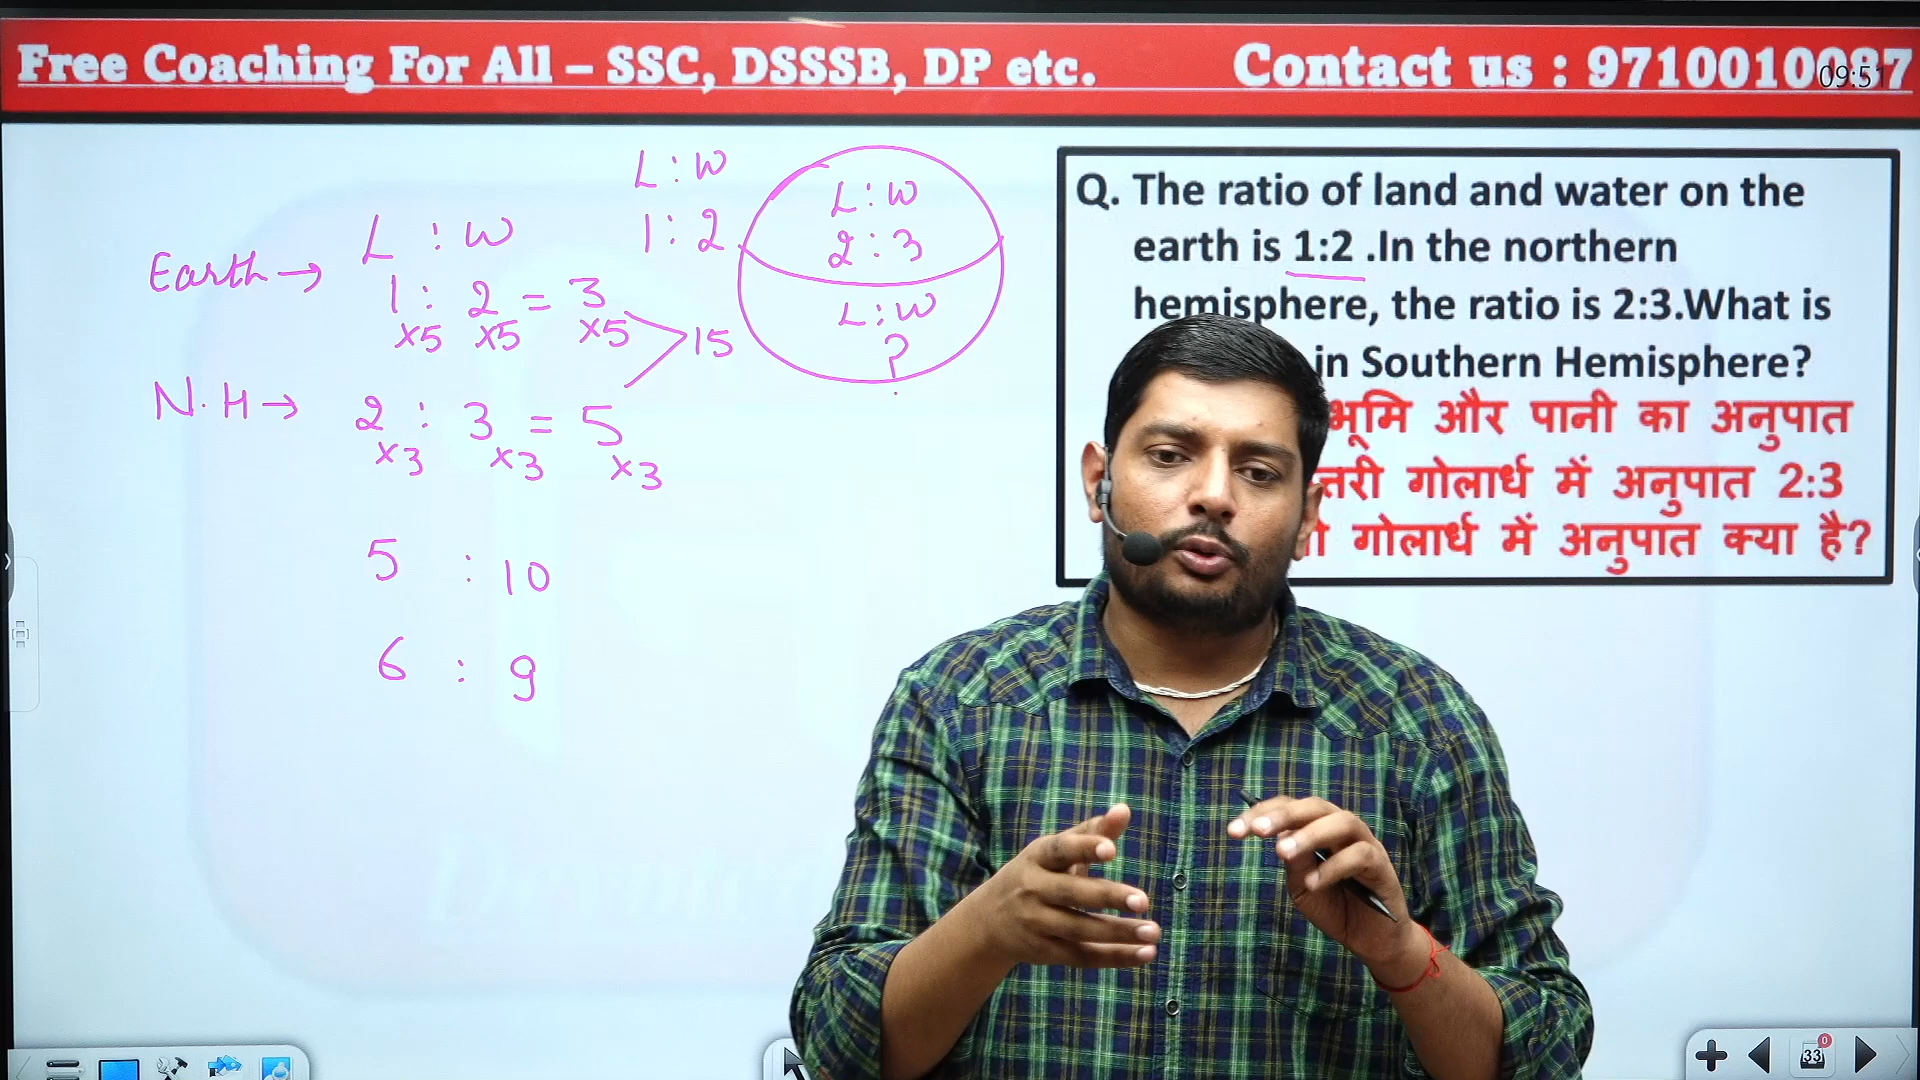 Free Coaching For All – SSC, DSSSB, DP etc.
Contact us : 9710010087
09:51
L : W
1 : 2
L : W
2 : 3
L : W
?
Earth → L : W
1 : 2 = 3
×5 ×5 ×5
15
N.H → 2 : 3 = 5
×3 ×3 ×3
5 : 10
6 : 9
Q. The ratio of land and water on the
earth is 1:2 .In the northern
hemisphere, the ratio is 2:3.What is
in Southern Hemisphere?
भूमि और पानी का अनुपात
गोलार्ध में अनुपात 2:3
गोलार्ध में अनुपात क्या है?
33
0